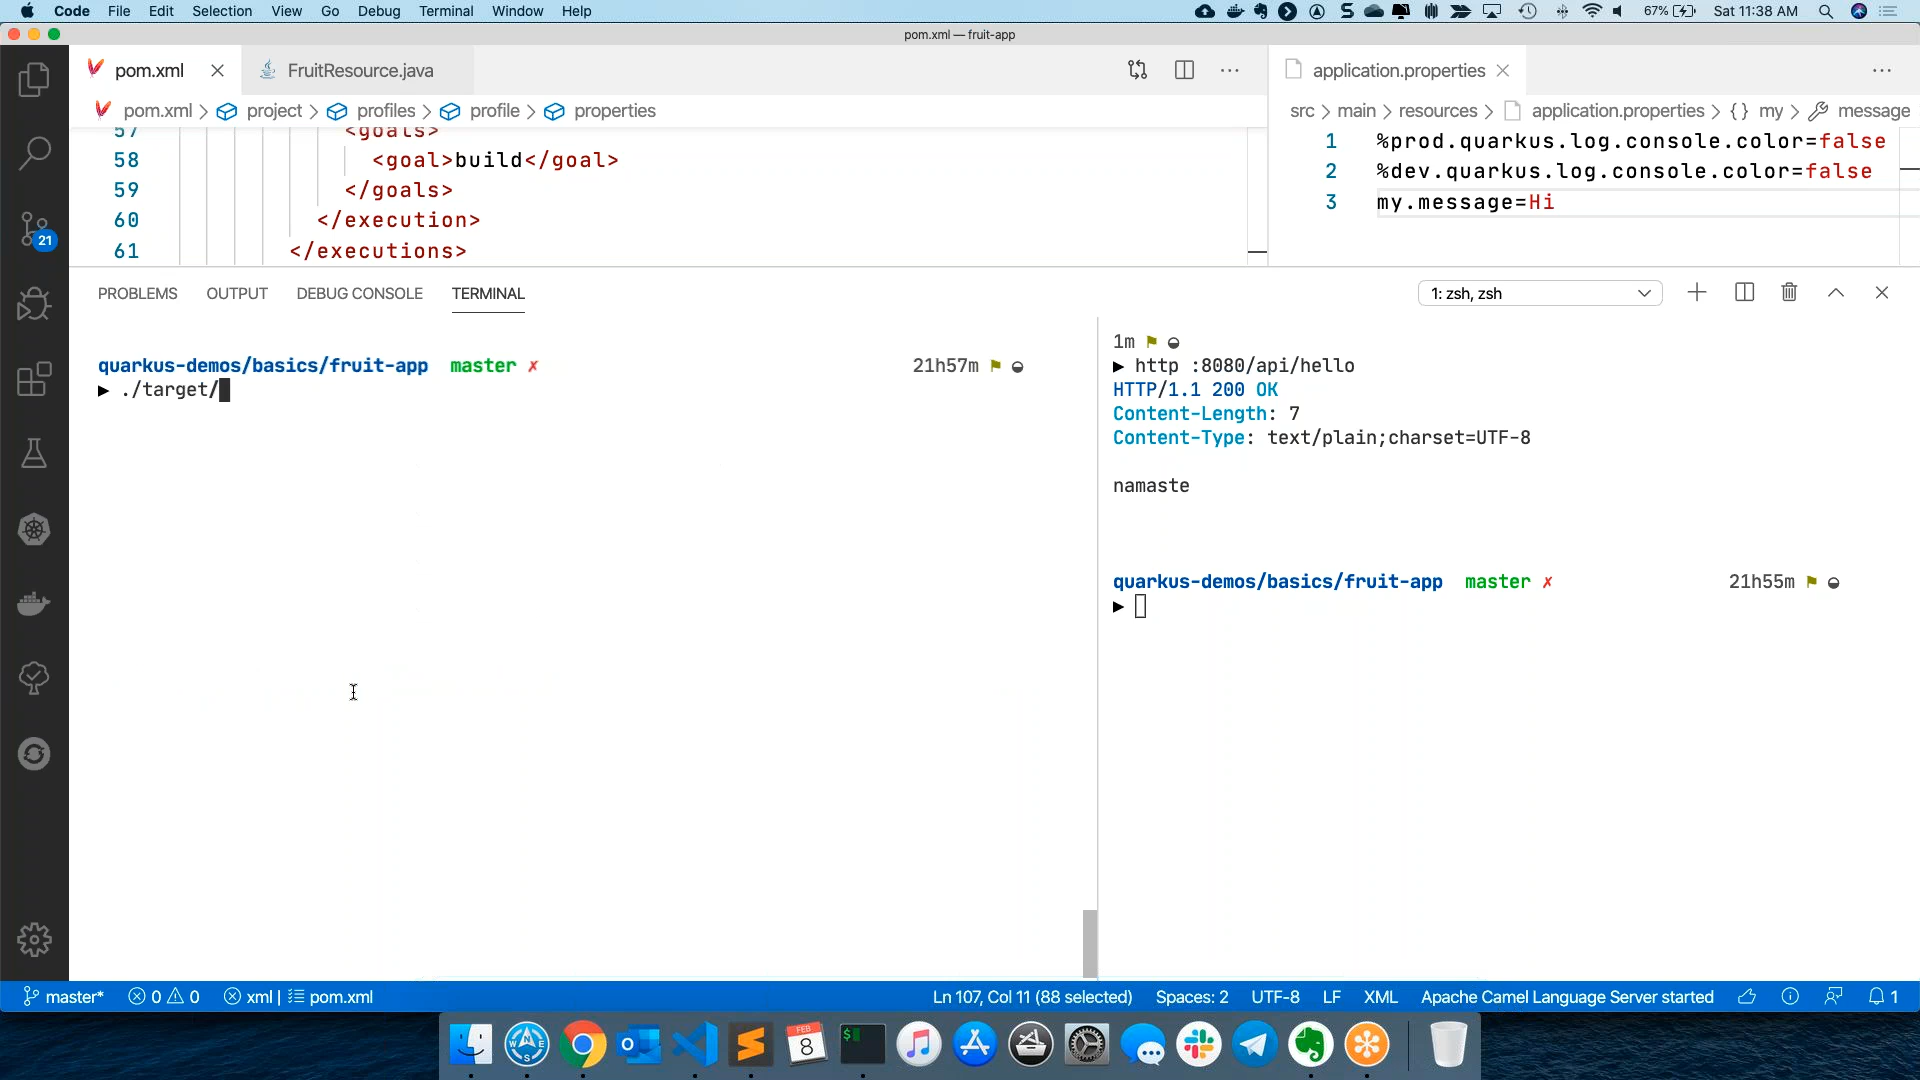 Code File Edit Selection View Go Debug Terminal Window Help
67% Sat 11:38 AM
pom.xml — fruit-app
pom.xml FruitResource.java
pom.xml > project > profiles > profile > properties
57 <goals>
58 <goal>build</goal>
59 </goals>
60 </execution>
61 </executions>
application.properties
src > main > resources > application.properties > {} my > message
1 %prod.quarkus.log.console.color=false
2 %dev.quarkus.log.console.color=false
3 my.message=Hi
PROBLEMS OUTPUT DEBUG CONSOLE TERMINAL
1: zsh, zsh
quarkus-demos/basics/fruit-app master ✗ 21h57m
▶ ./target/
1m
▶ http :8080/api/hello
HTTP/1.1 200 OK
Content-Length: 7
Content-Type: text/plain;charset=UTF-8
namaste
quarkus-demos/basics/fruit-app master ✗ 21h55m
▶
21
master* 0 0 xml | pom.xml
Ln 107, Col 11 (88 selected) Spaces: 2 UTF-8 LF XML Apache Camel Language Server started 1
FEB
8